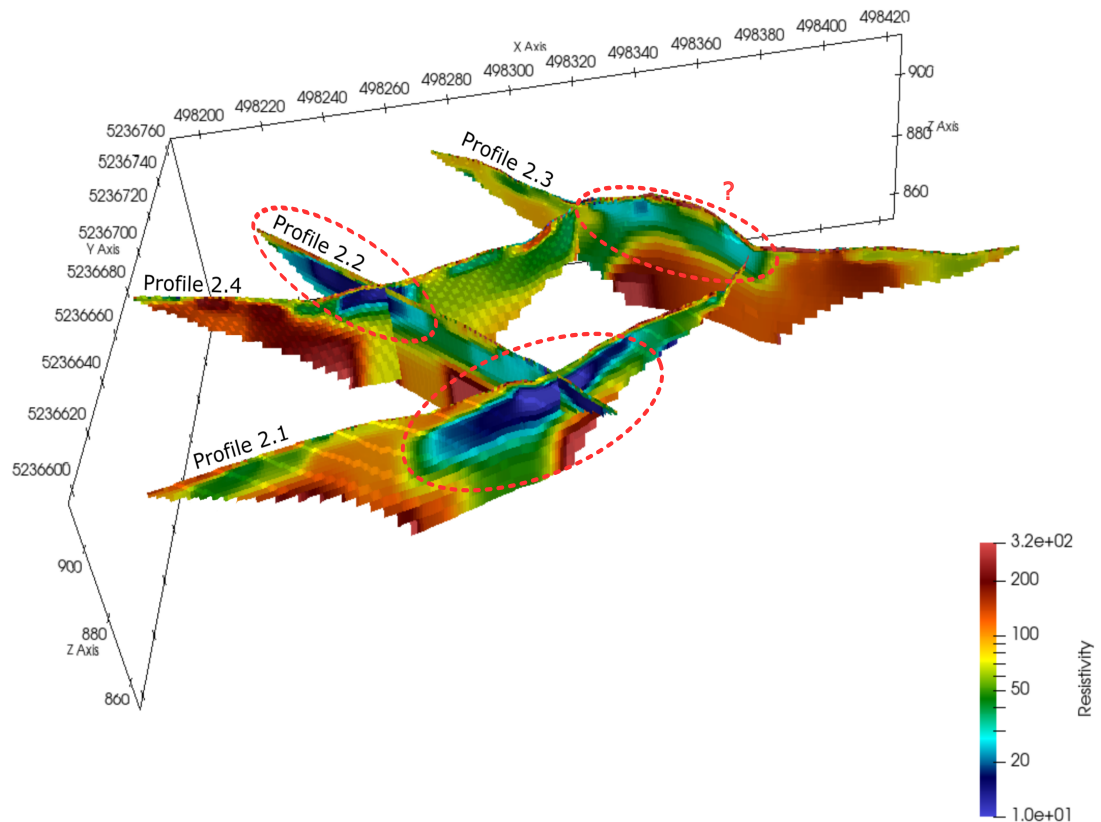 X Axis
498200
498220
498240
498260
498280
498300
498320
498340
498360
498380
498400
498420
900
880
Z Axis
860
5236760
5236740
5236720
5236700
Y Axis
5236680
5236660
5236640
5236620
5236600
900
880
Z Axis
860
Profile 2.3
?
Profile 2.2
Profile 2.4
Profile 2.1
3.2e+02
200
100
50
20
1.0e+01
Resistivity